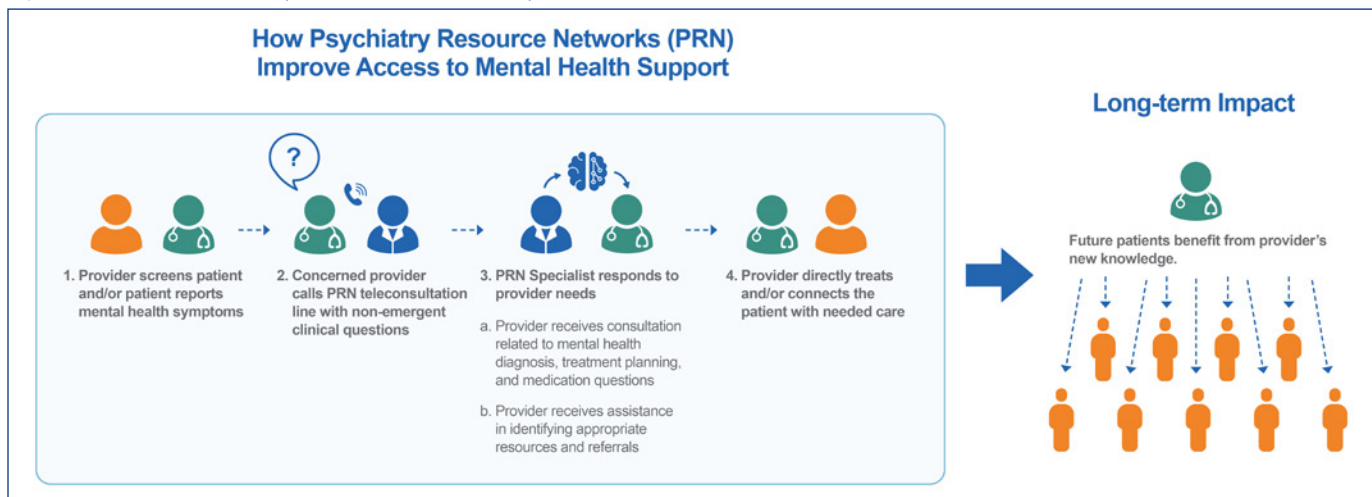 How Psychiatry Resource Networks (PRN)
Improve Access to Mental Health Support
?
1. Provider screens patient
and/or patient reports
mental health symptoms
2. Concerned provider
calls PRN teleconsultation
line with non-emergent
clinical questions
3. PRN Specialist responds to
provider needs
a. Provider receives consultation
related to mental health
diagnosis, treatment planning,
and medication questions
b. Provider receives assistance
in identifying appropriate
resources and referrals
4. Provider directly treats
and/or connects the
patient with needed care
Long-term Impact
Future patients benefit from provider’s
new knowledge.